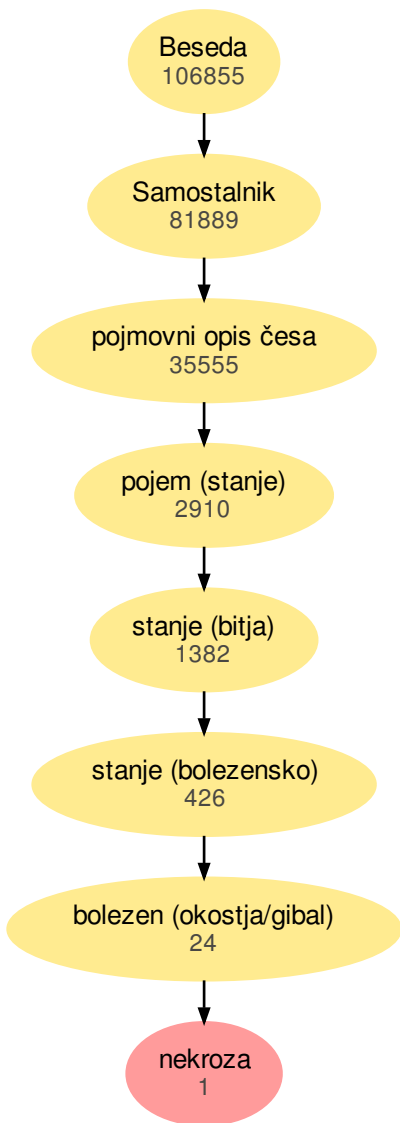 Beseda
106855
Samostalnik
81889
pojmovni opis česa
35555
pojem (stanje)
2910
stanje (bitja)
1382
stanje (bolezensko)
426
bolezen (okostja/gibal)
24
nekroza
1